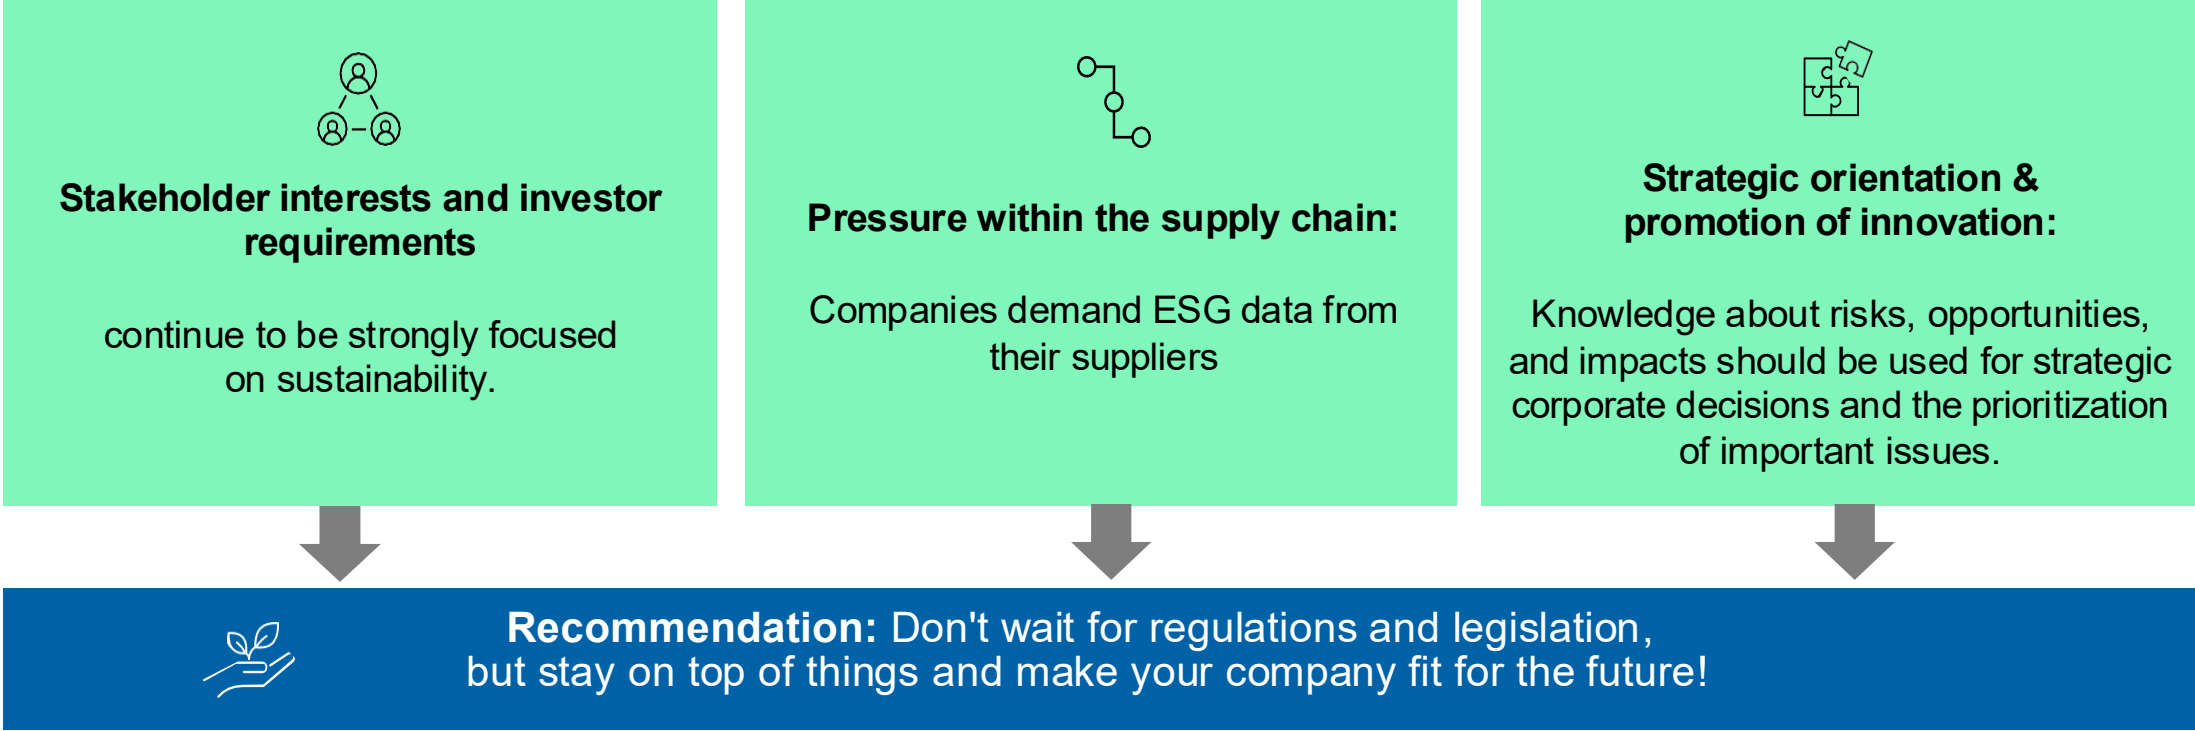 Stakeholder interests and investor
requirements
continue to be strongly focused
on sustainability.
Pressure within the supply chain:
Companies demand ESG data from
their suppliers
Strategic orientation &
promotion of innovation:
Knowledge about risks, opportunities,
and impacts should be used for strategic
corporate decisions and the prioritization
of important issues.
Recommendation: Don't wait for regulations and legislation,
but stay on top of things and make your company fit for the future!